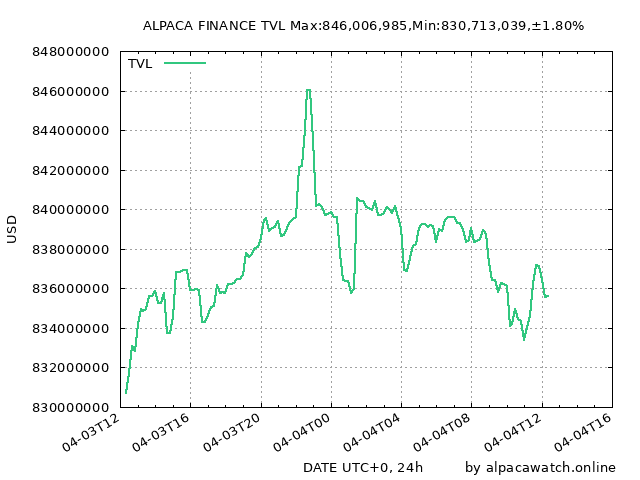 ALPACA FINANCE TVL Max:846,006,985,Min:830,713,039,±1.80%
848000000
TVL
846000000
844000000
842000000
840000000
USD
838000000
836000000
834000000
832000000
830000000
04-03T12
04-03T16
04-03T20
04-04T00
04-04T04
04-04T08
04-04T12
04-04T16
DATE UTC+0, 24h
by alpacawatch.online